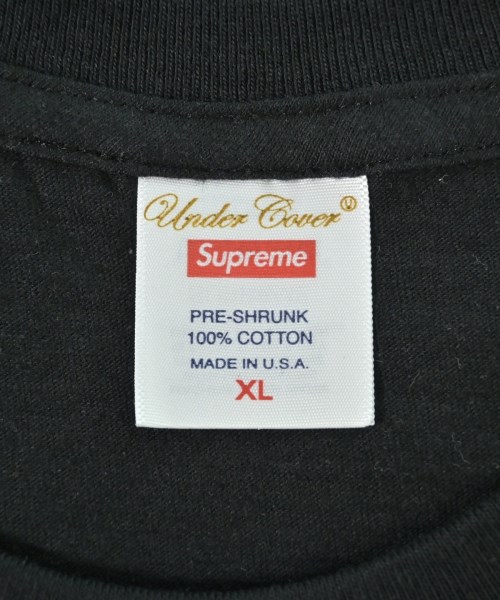 Under Cover Ⓤ
Supreme
PRE-SHRUNK
100% COTTON
MADE IN U.S.A.
XL